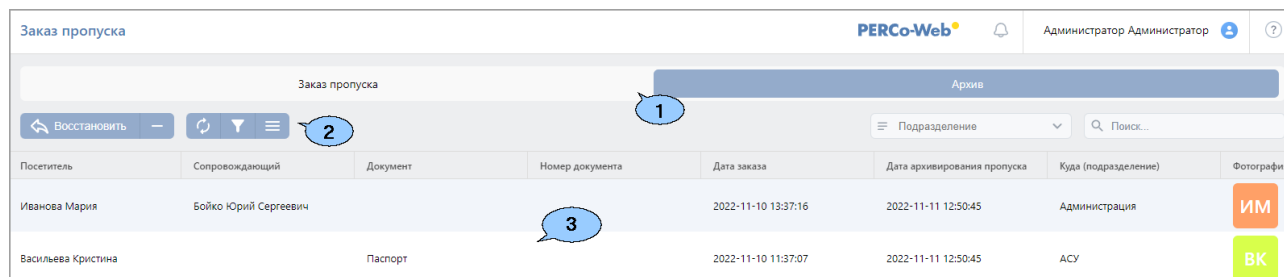 Заказ пропуска PERCo-Web Администратор Администратор ?
Заказ пропуска Архив
1
Восстановить Подразделение Поиск...
2
Посетитель Сопровождающий Документ Номер документа Дата заказа Дата архивирования пропуска Куда (подразделение) Фотографи
Иванова Мария Бойко Юрий Сергеевич 2022-11-10 13:37:16 2022-11-11 12:50:45 Администрация ИМ
3
Васильева Кристина Паспорт 2022-11-10 11:37:07 2022-11-11 12:50:45 АСУ ВК